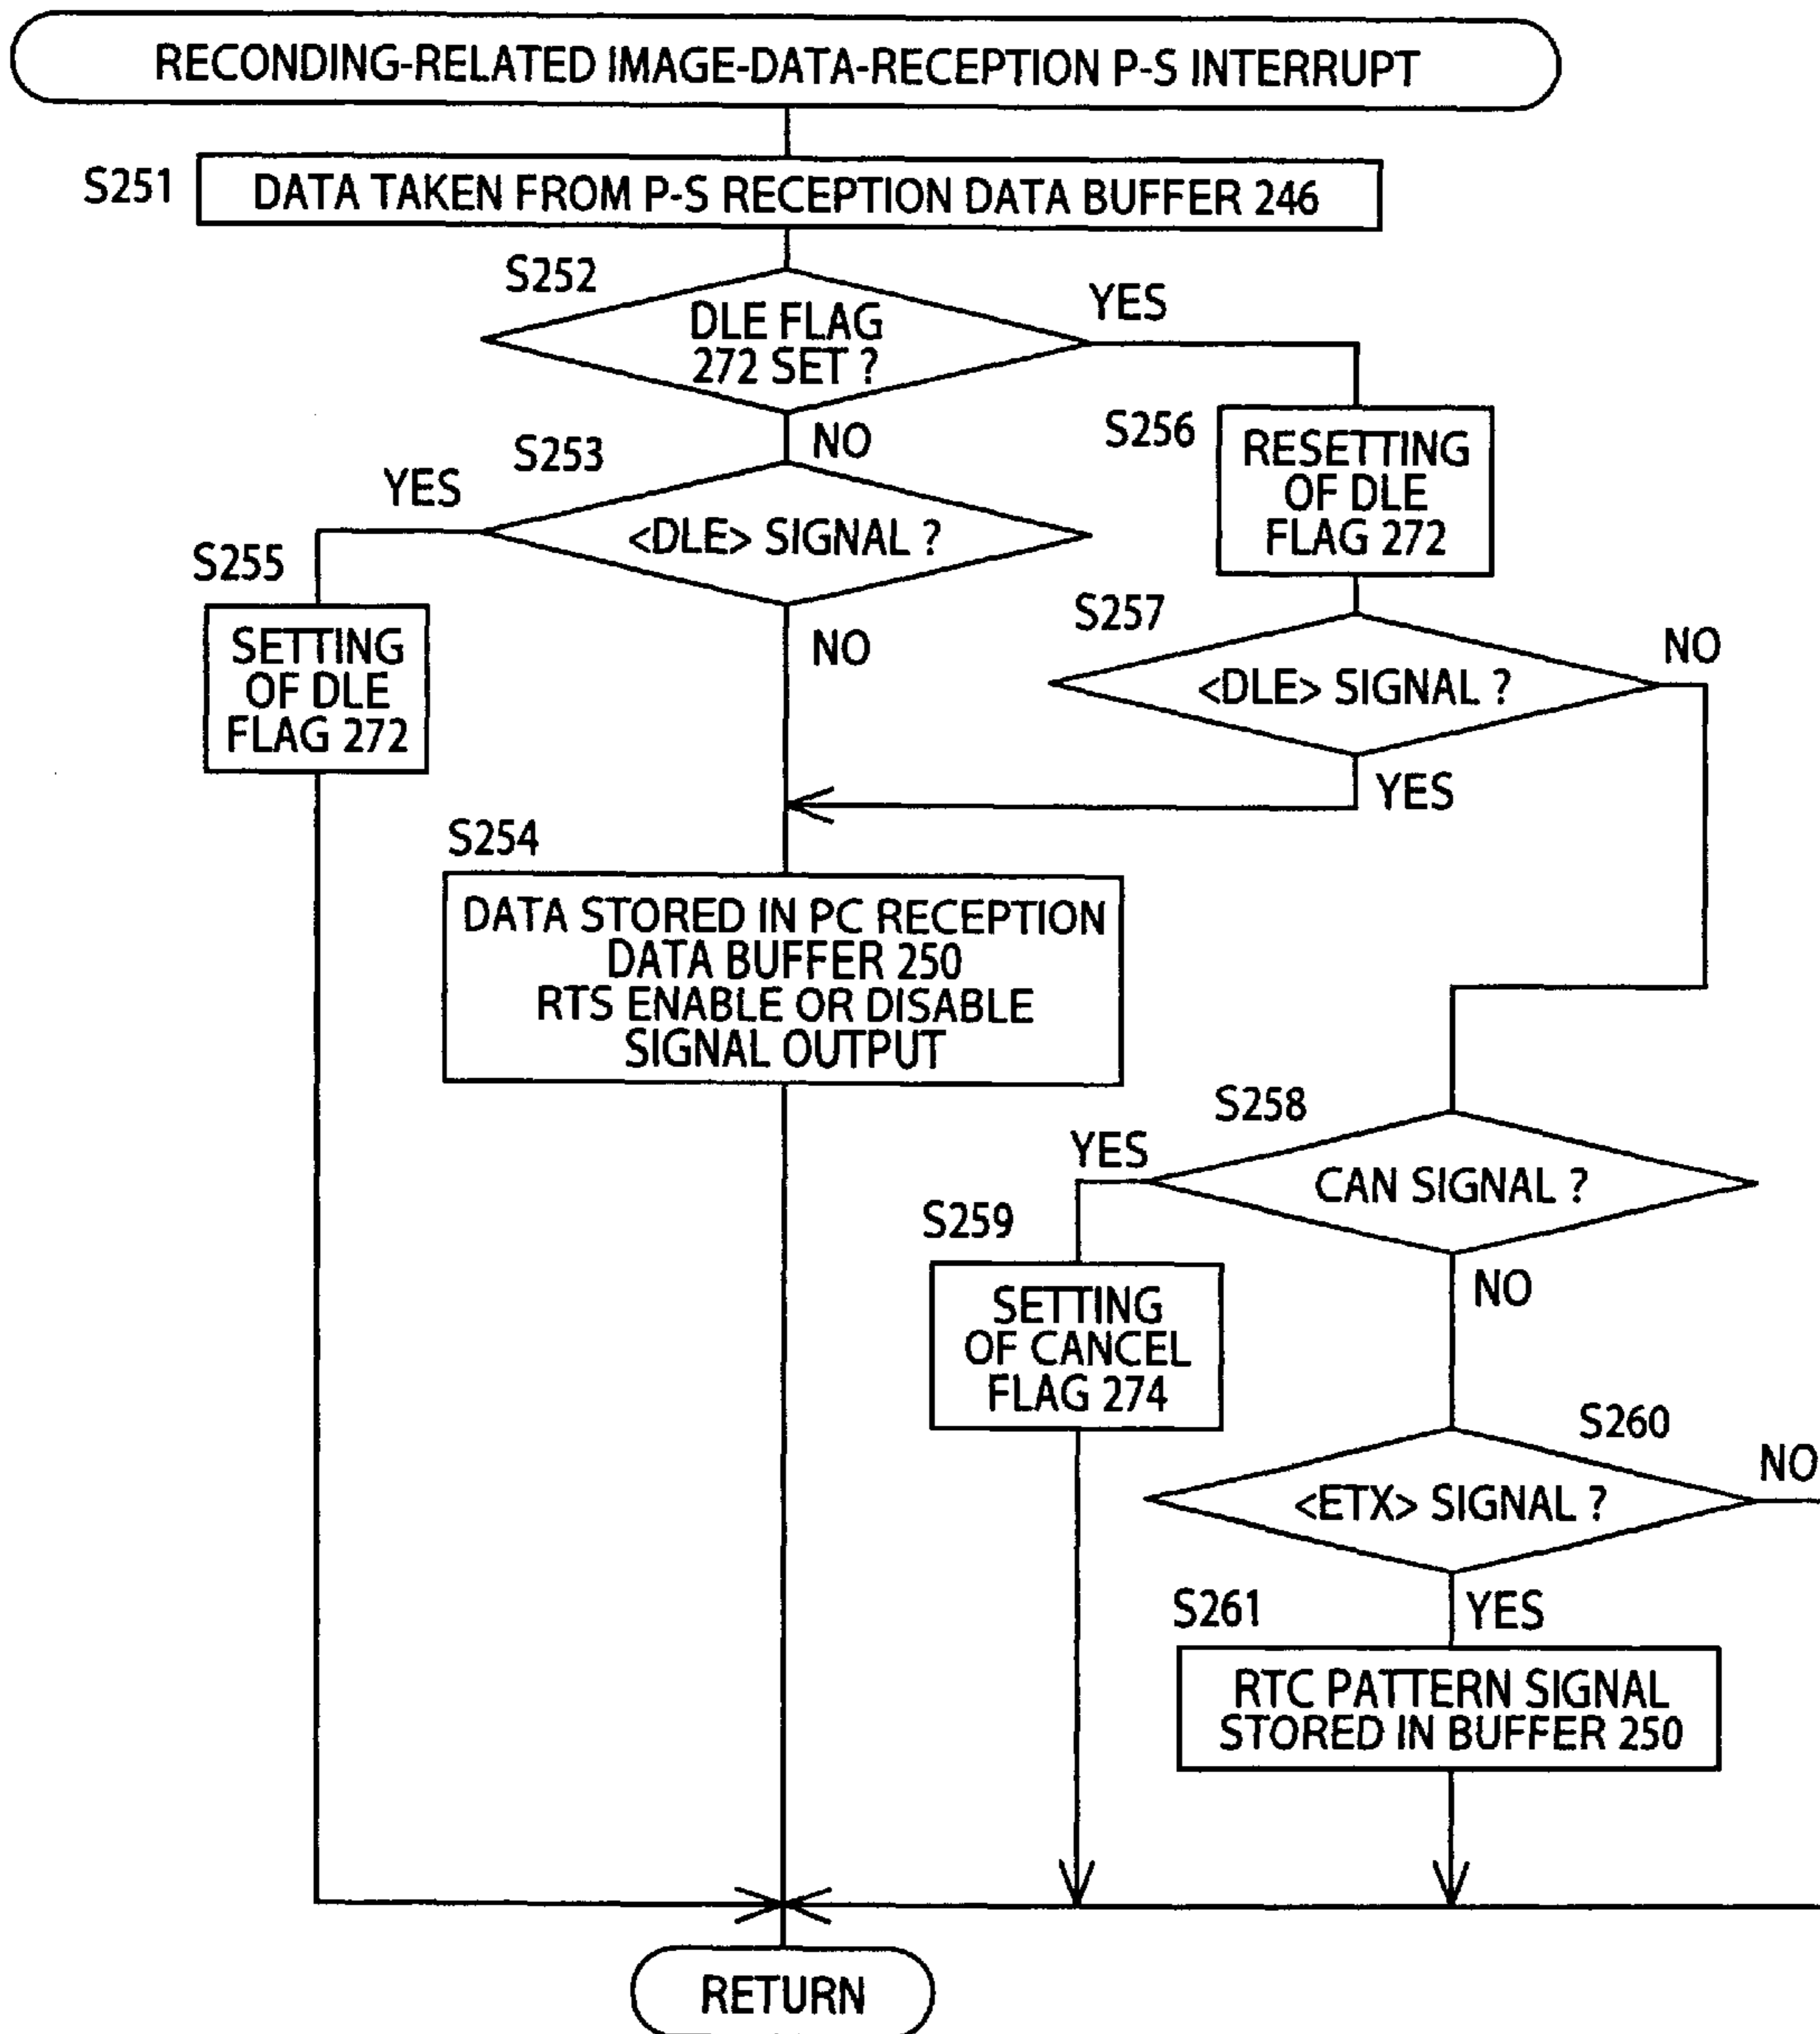 RECONDING-RELATED IMAGE-DATA-RECEPTION P-S INTERRUPT
S251
DATA TAKEN FROM P-S RECEPTION DATA BUFFER 246
S252
DLE FLAG
272 SET ?
YES
NO
S253
<DLE> SIGNAL ?
YES
NO
S255
SETTING
OF DLE
FLAG 272
S256
RESETTING
OF DLE
FLAG 272
S257
<DLE> SIGNAL ?
NO
YES
S254
DATA STORED IN PC RECEPTION
DATA BUFFER 250
RTS ENABLE OR DISABLE
SIGNAL OUTPUT
S258
CAN SIGNAL ?
YES
NO
S259
SETTING
OF CANCEL
FLAG 274
S260
<ETX> SIGNAL ?
NO
YES
S261
RTC PATTERN SIGNAL
STORED IN BUFFER 250
RETURN